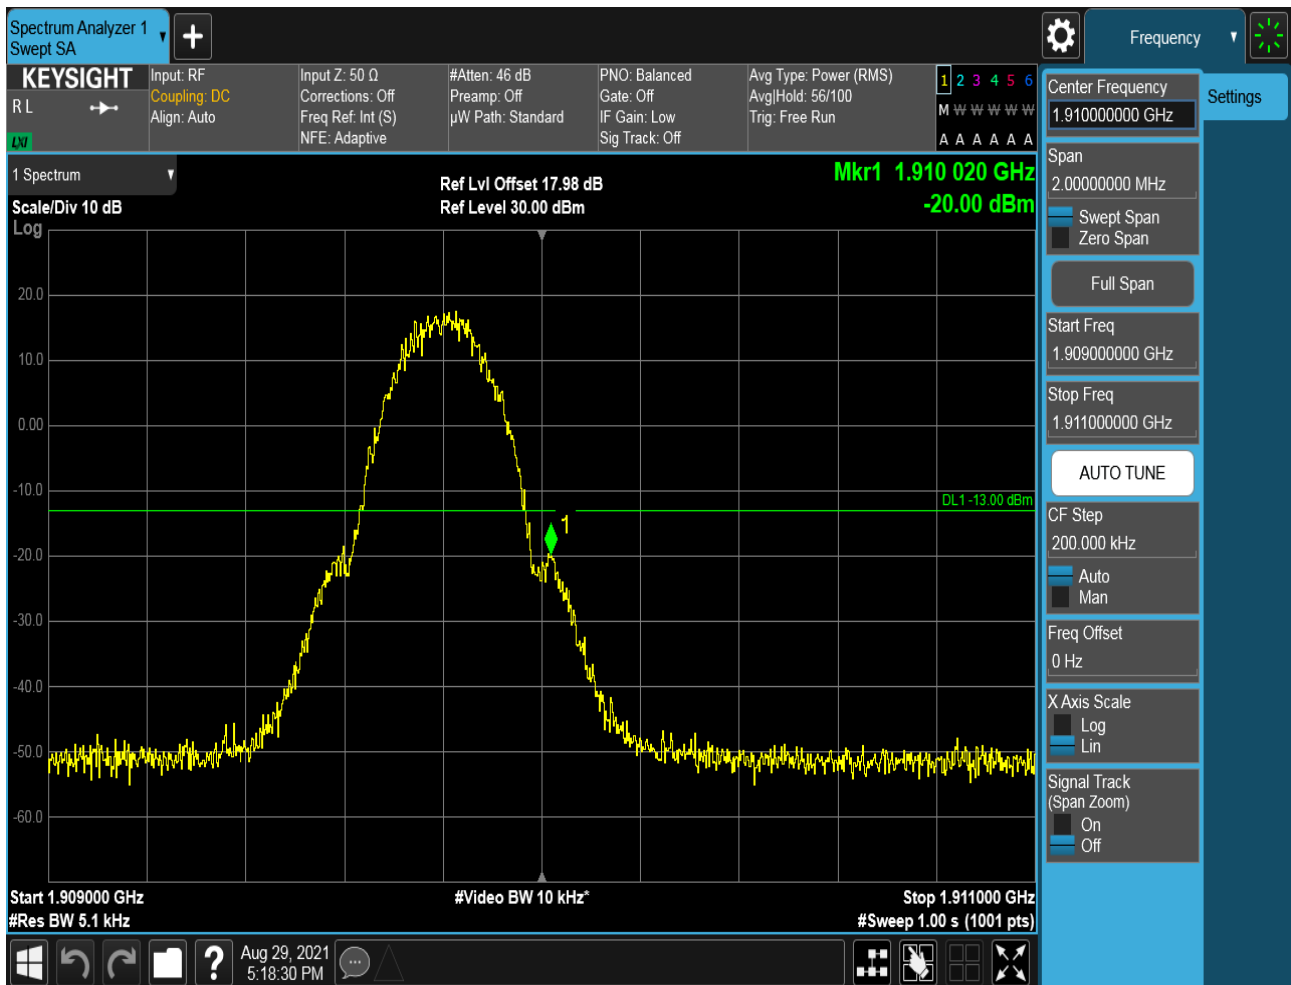 Spectrum Analyzer 1
Swept SA
Frequency
KEYSIGHT
R L
LXI
Input: RF
Coupling: DC
Align: Auto
Input Z: 50 Ω
Corrections: Off
Freq Ref: Int (S)
NFE: Adaptive
#Atten: 46 dB
Preamp: Off
µW Path: Standard
PNO: Balanced
Gate: Off
IF Gain: Low
Sig Track: Off
Avg Type: Power (RMS)
Avg|Hold: 56/100
Trig: Free Run
1 2 3 4 5 6
M W W W W W
A A A A A A
1 Spectrum
Scale/Div 10 dB
Log
Ref Lvl Offset 17.98 dB
Ref Level 30.00 dBm
Mkr1 1.910 020 GHz
-20.00 dBm
20.0
10.0
0.00
-10.0
-20.0
-30.0
-40.0
-50.0
-60.0
DL1 -13.00 dBm
1
Start 1.909000 GHz
#Res BW 5.1 kHz
#Video BW 10 kHz*
Stop 1.911000 GHz
#Sweep 1.00 s (1001 pts)
Center Frequency
1.910000000 GHz
Settings
Span
2.00000000 MHz
Swept Span
Zero Span
Full Span
Start Freq
1.909000000 GHz
Stop Freq
1.911000000 GHz
AUTO TUNE
CF Step
200.000 kHz
Auto
Man
Freq Offset
0 Hz
X Axis Scale
Log
Lin
Signal Track
(Span Zoom)
On
Off
?
Aug 29, 2021
5:18:30 PM